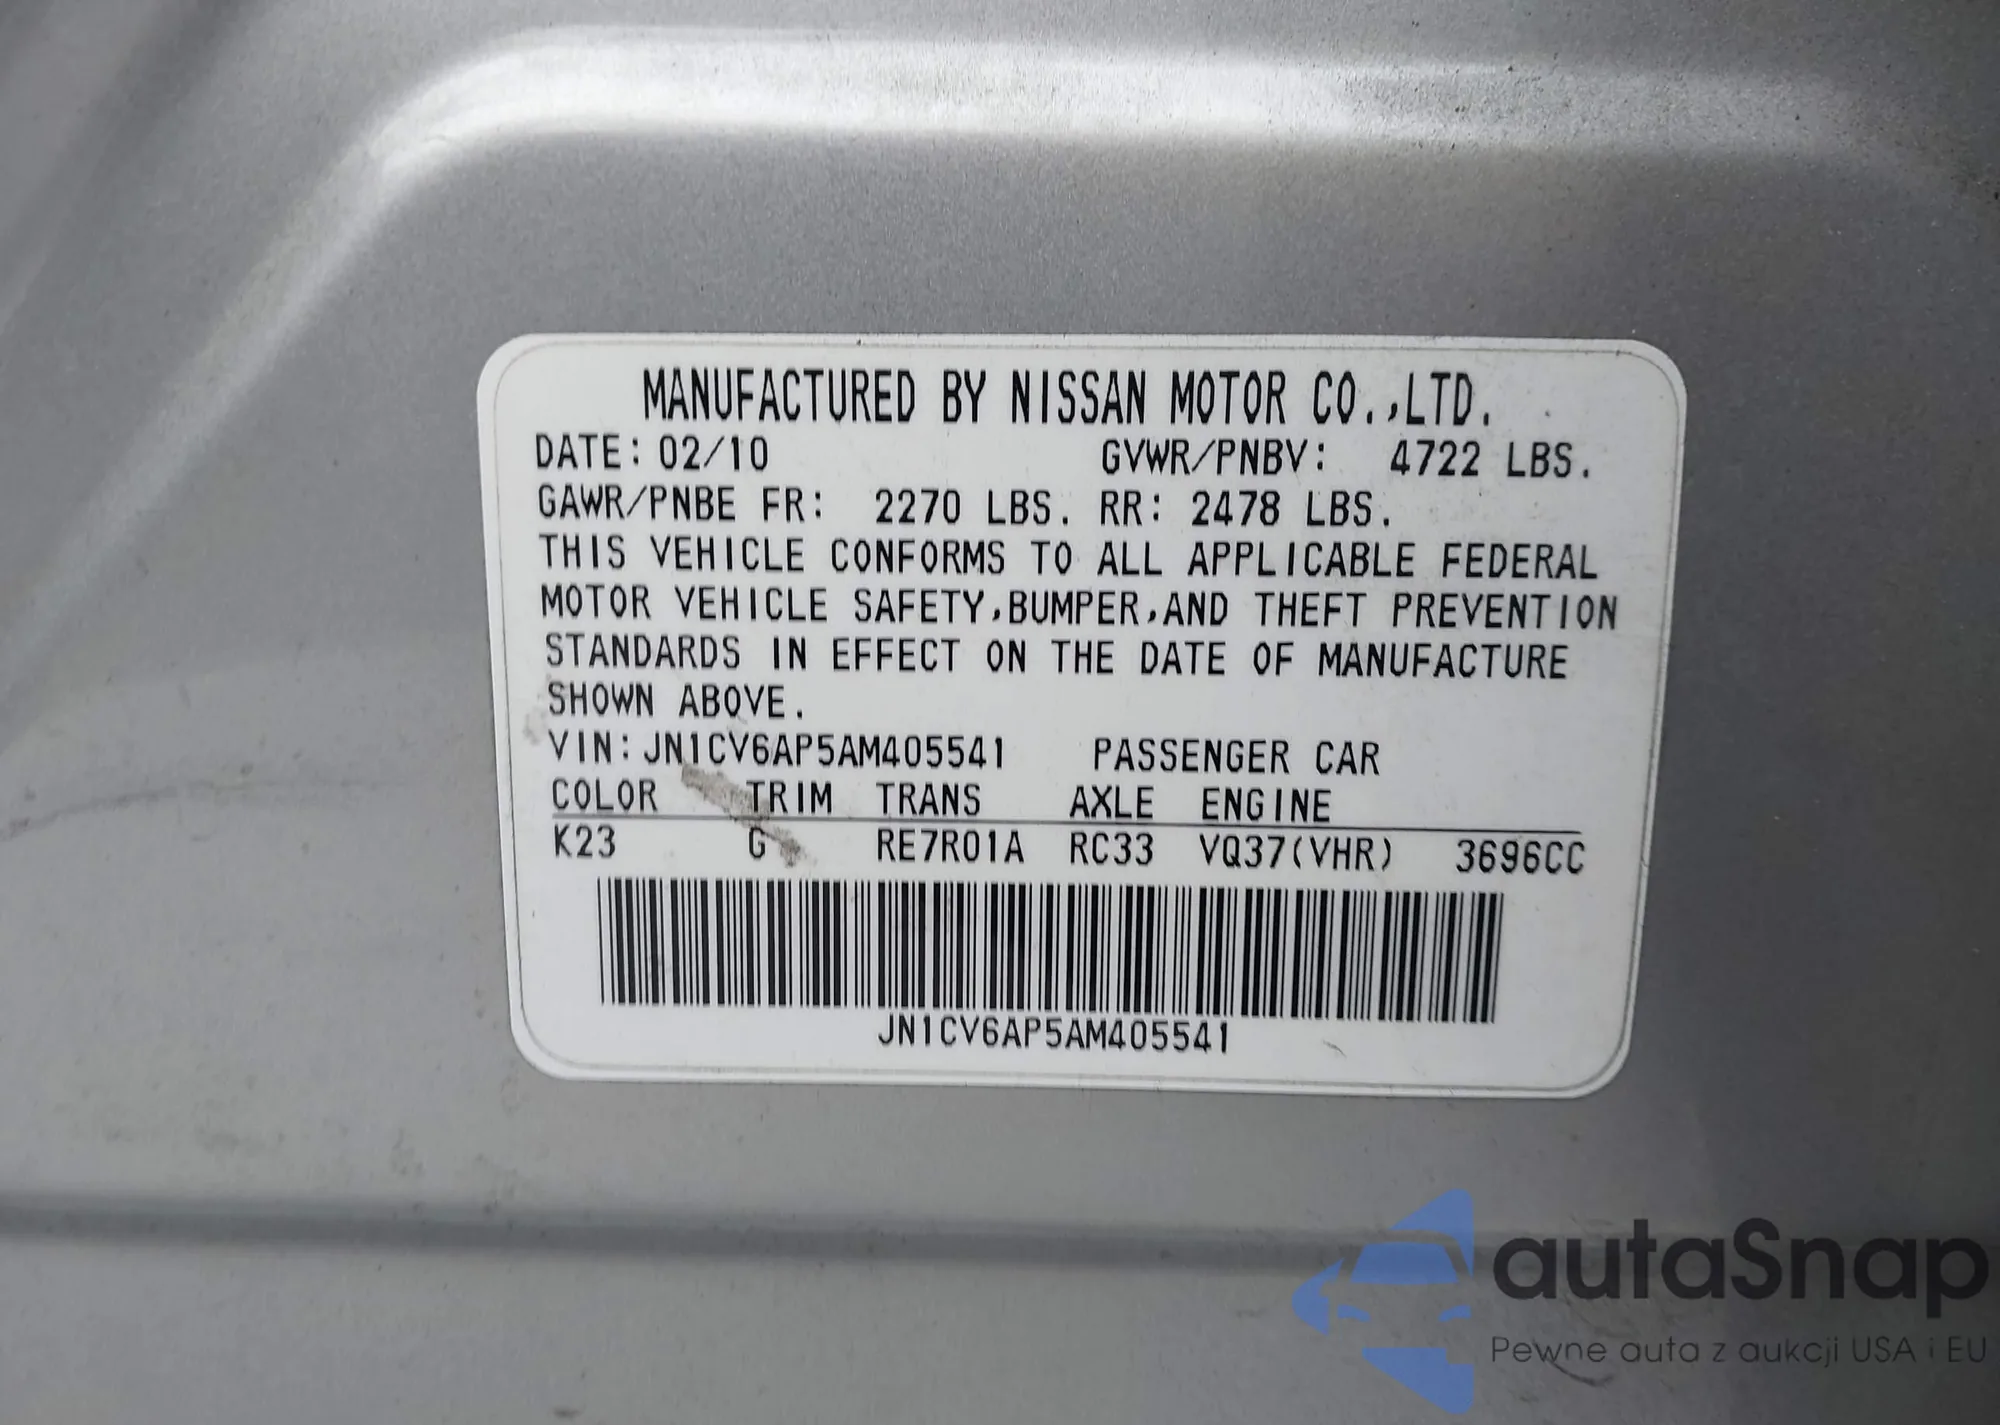 MANUFACTURED BY NISSAN MOTOR CO.,LTD.
DATE: 02/10 GVWR/PNBV: 4722 LBS.
GAWR/PNBE FR: 2270 LBS. RR: 2478 LBS.
THIS VEHICLE CONFORMS TO ALL APPLICABLE FEDERAL
MOTOR VEHICLE SAFETY,BUMPER,AND THEFT PREVENTION
STANDARDS IN EFFECT ON THE DATE OF MANUFACTURE
SHOWN ABOVE.
VIN: JN1CV6AP5AM405541 PASSENGER CAR
COLOR TRIM TRANS AXLE ENGINE
K23 G RE7R01A RC33 VQ37(VHR) 3696CC
JN1CV6AP5AM405541
autaSnap
Pewne auta z aukcji USA i EU